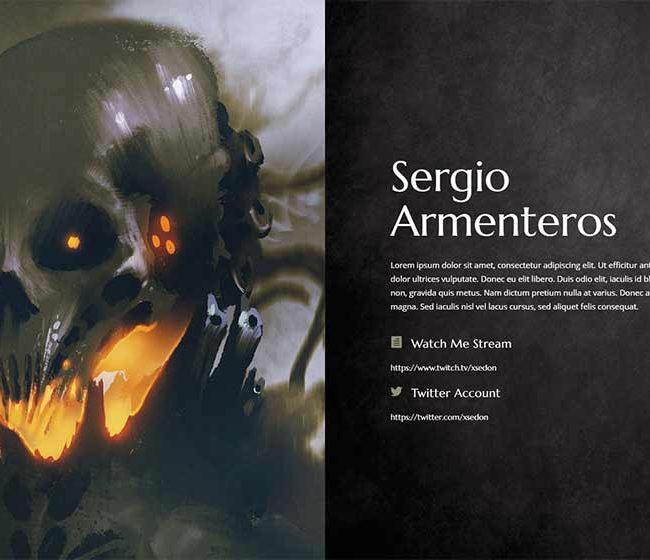 Sergio
Armenteros
Lorem ipsum dolor sit amet, consectetur adipiscing elit. Ut efficitur
dolor ultrices vulputate. Donec eu elit libero. Duis odio elit, iaculis id
non, gravida quis metus. Nam dictum pretium nulla at varius. Donec
magna. Sed iaculis nisl vel lacus cursus, sed aliquet felis consequat.
Watch Me Stream
https://www.twitch.tv/xsedon
Twitter Account
https://twitter.com/xsedon